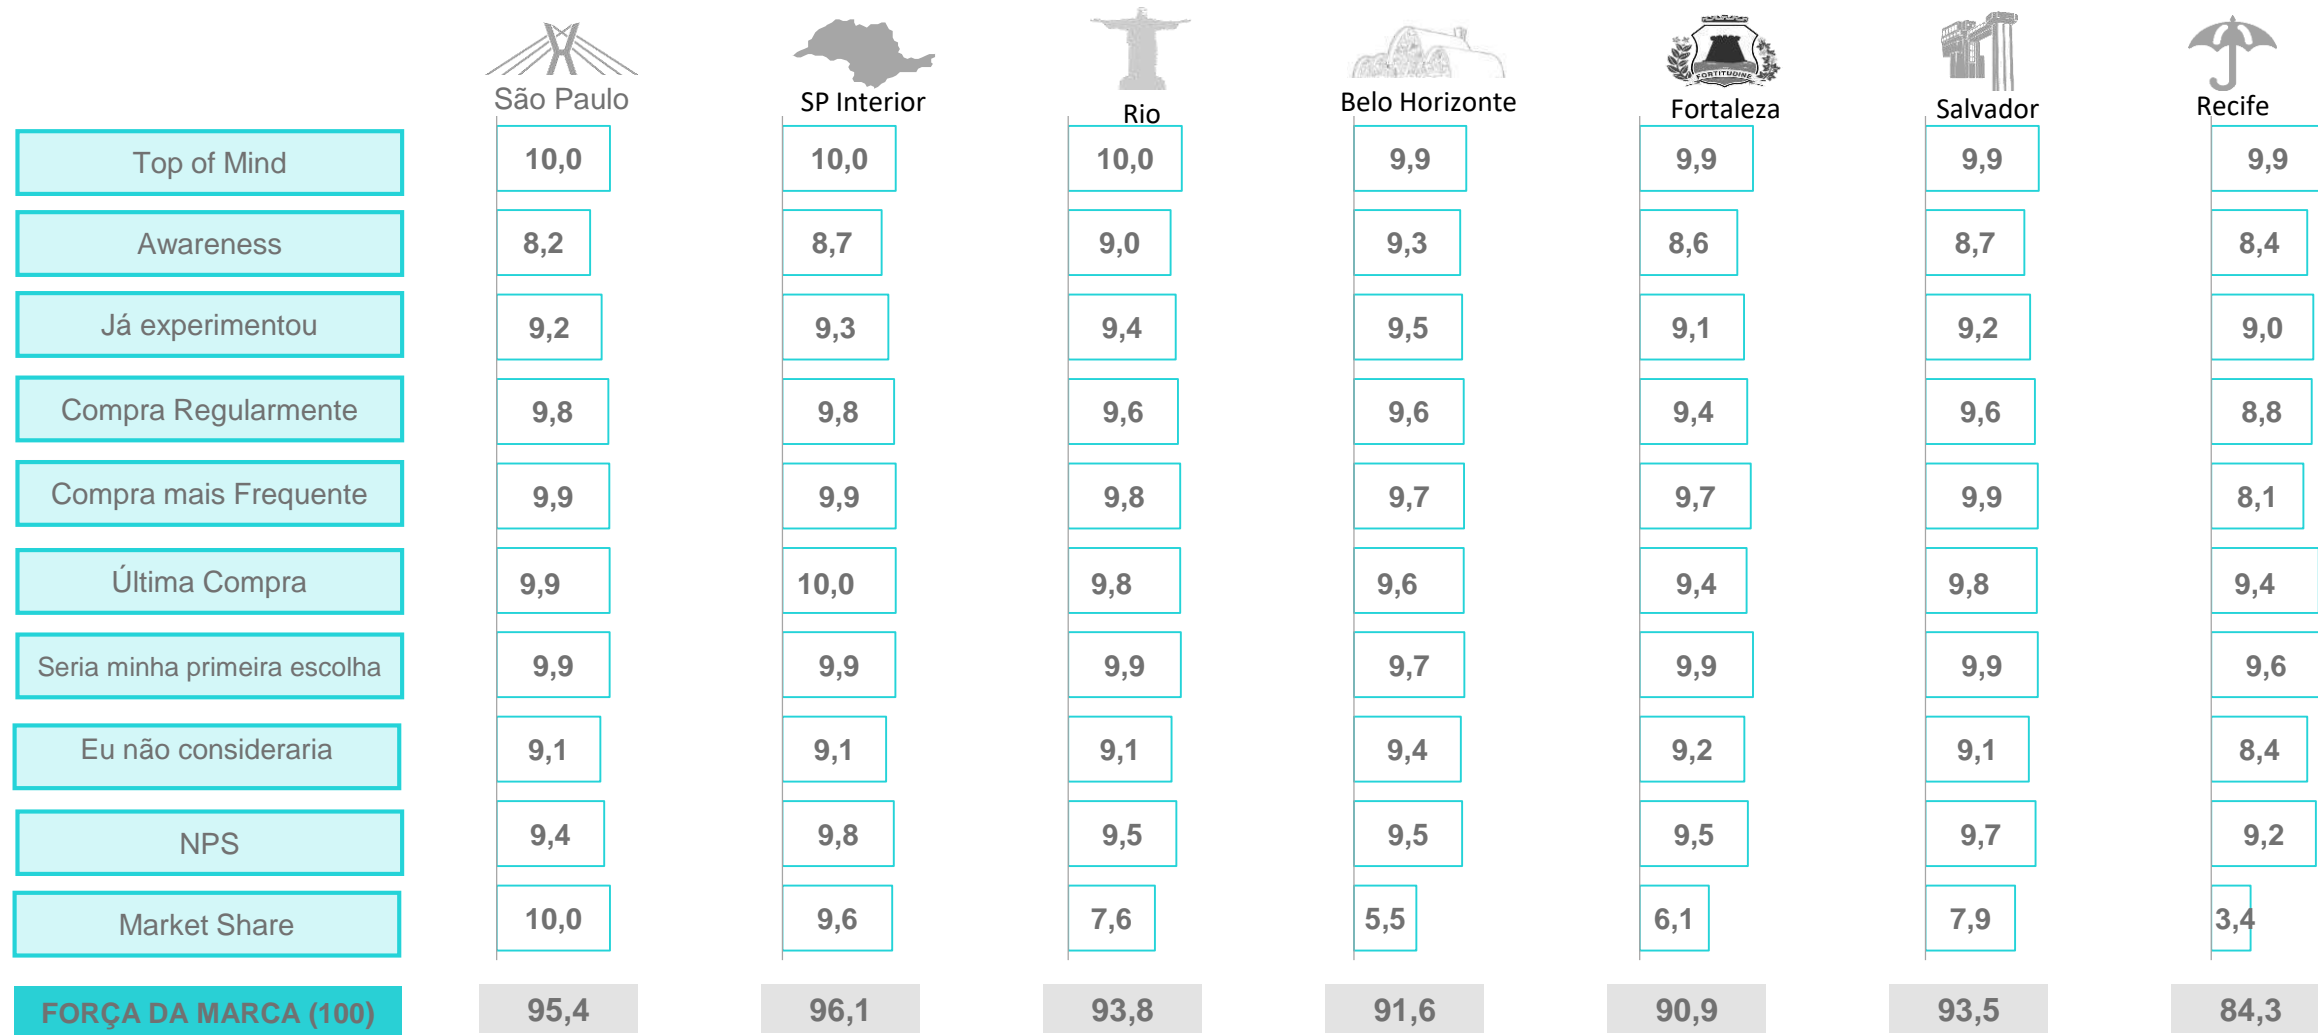 FORTITUDINE
São Paulo
SP Interior
Rio
Belo Horizonte
Fortaleza
Salvador
Recife
Top of Mind 10,0 10,0 10,0 9,9 9,9 9,9 9,9
Awareness 8,2 8,7 9,0 9,3 8,6 8,7 8,4
Já experimentou 9,2 9,3 9,4 9,5 9,1 9,2 9,0
Compra Regularmente 9,8 9,8 9,6 9,6 9,4 9,6 8,8
Compra mais Frequente 9,9 9,9 9,8 9,7 9,7 9,9 8,1
Última Compra 9,9 10,0 9,8 9,6 9,4 9,8 9,4
Seria minha primeira escolha 9,9 9,9 9,9 9,7 9,9 9,9 9,6
Eu não consideraria 9,1 9,1 9,1 9,4 9,2 9,1 8,4
NPS 9,4 9,8 9,5 9,5 9,5 9,7 9,2
Market Share 10,0 9,6 7,6 5,5 6,1 7,9 3,4
FORÇA DA MARCA (100) 95,4 96,1 93,8 91,6 90,9 93,5 84,3